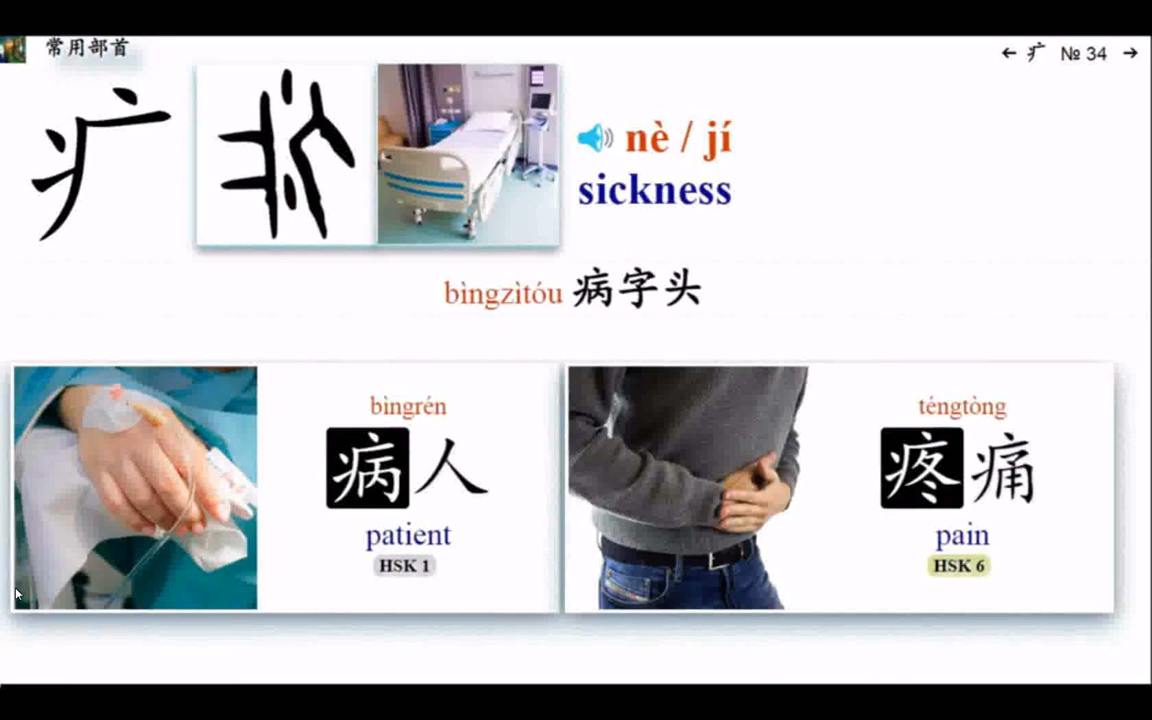 常用部首
← 疒 № 34 →
疒
nè / jí
sickness
bìngzìtóu 病字头
bìngrén
病人
patient
HSK 1
téngtòng
疼痛
pain
HSK 6